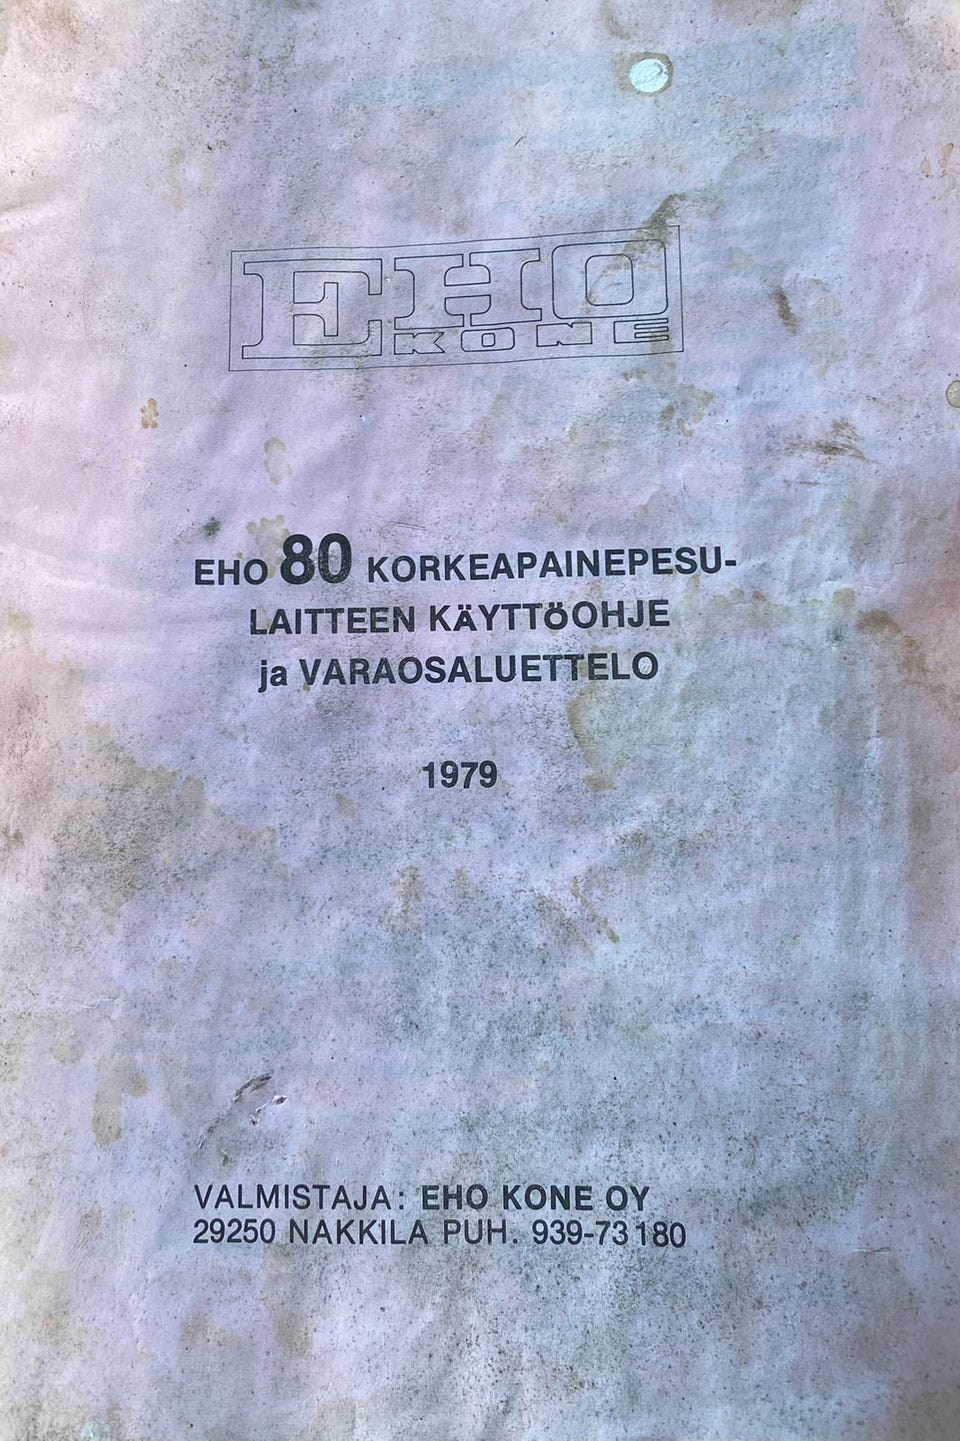 EHO
KONE
EHO 80 KORKEAPAINEPESU-
LAITTEEN KÄYTTÖOHJE
ja VARAOSALUETTELO
1979
VALMISTAJA: EHO KONE OY
29250 NAKKILA PUH. 939-73180